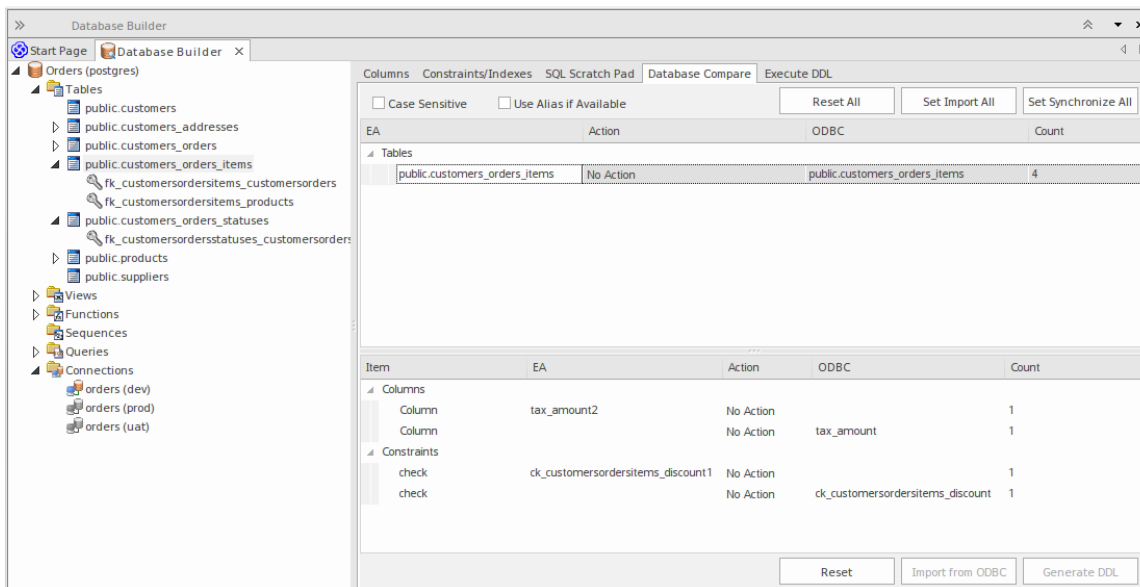 Database Builder
Start Page Database Builder
Orders (postgres)
Tables
public.customers
public.customers_addresses
public.customers_orders
public.customers_orders_items
fk_customersordersitems_customersorders
fk_customersordersitems_products
public.customers_orders_statuses
fk_customersordersstatuses_customersorders
public.products
public.suppliers
Views
Functions
Sequences
Queries
Connections
orders (dev)
orders (prod)
orders (uat)
Columns Constraints/Indexes SQL Scratch Pad Database Compare Execute DDL
Case Sensitive Use Alias if Available Reset All Set Import All Set Synchronize All
EA Action ODBC Count
Tables
public.customers_orders_items No Action public.customers_orders_items 4
Item EA Action ODBC Count
Columns
Column tax_amount2 No Action 1
Column No Action tax_amount 1
Constraints
check ck_customersordersitems_discount1 No Action 1
check No Action ck_customersordersitems_discount 1
Reset Import from ODBC Generate DDL